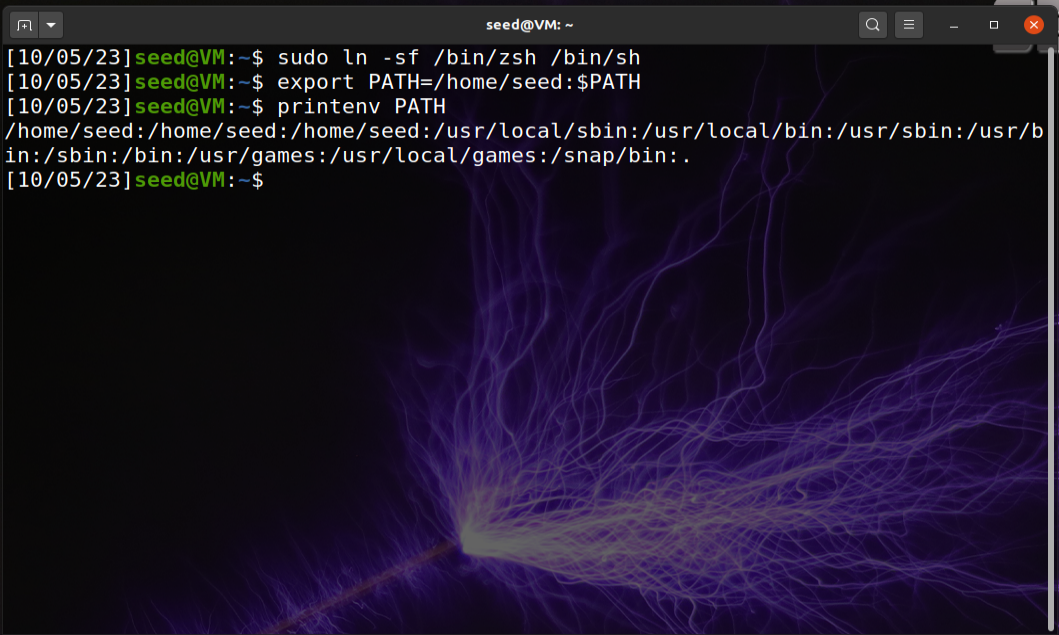 seed@VM: ~
[10/05/23]seed@VM:~$ sudo ln -sf /bin/zsh /bin/sh
[10/05/23]seed@VM:~$ export PATH=/home/seed:$PATH
[10/05/23]seed@VM:~$ printenv PATH
/home/seed:/home/seed:/home/seed:/usr/local/sbin:/usr/local/bin:/usr/sbin:/usr/b
in:/sbin:/bin:/usr/games:/usr/local/games:/snap/bin:.
[10/05/23]seed@VM:~$